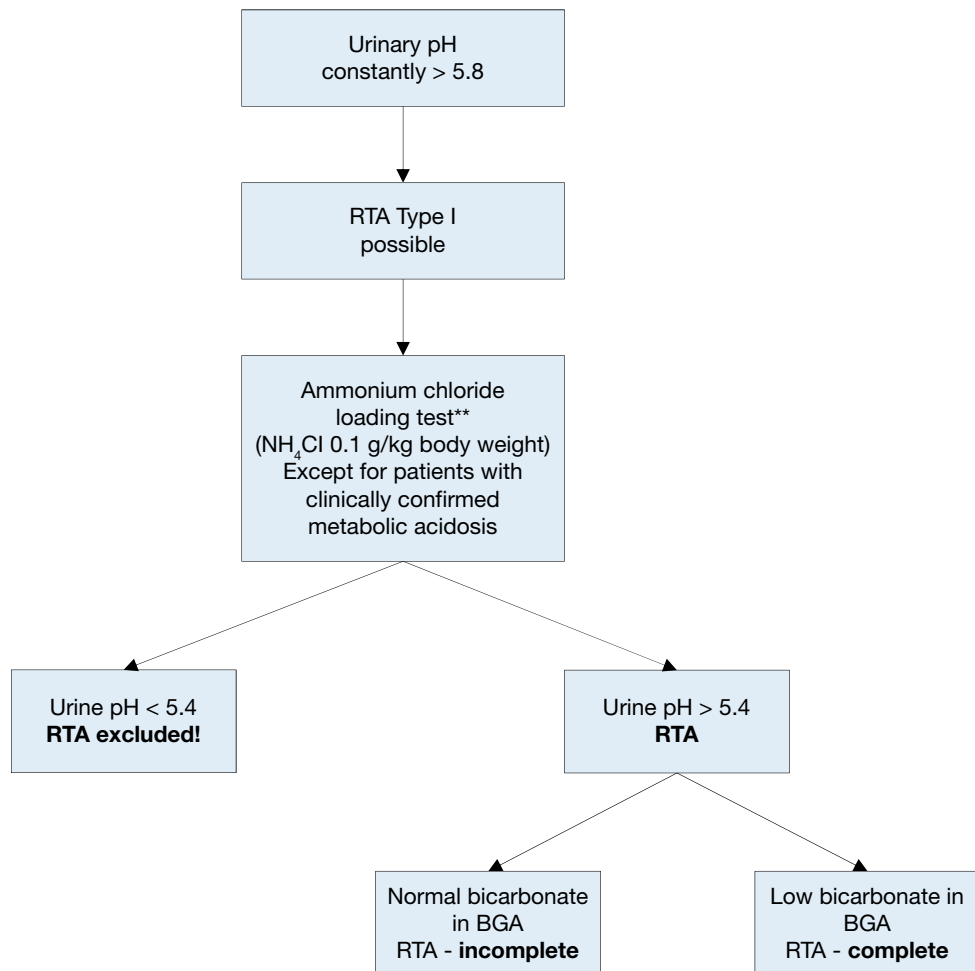 Urinary pH
constantly > 5.8
RTA Type I
possible
Ammonium chloride
loading test**
(NH₄Cl 0.1 g/kg body weight)
Except for patients with
clinically confirmed
metabolic acidosis
Urine pH < 5.4
RTA excluded!
Urine pH > 5.4
RTA
Normal bicarbonate
in BGA
RTA - incomplete
Low bicarbonate in
BGA
RTA - complete